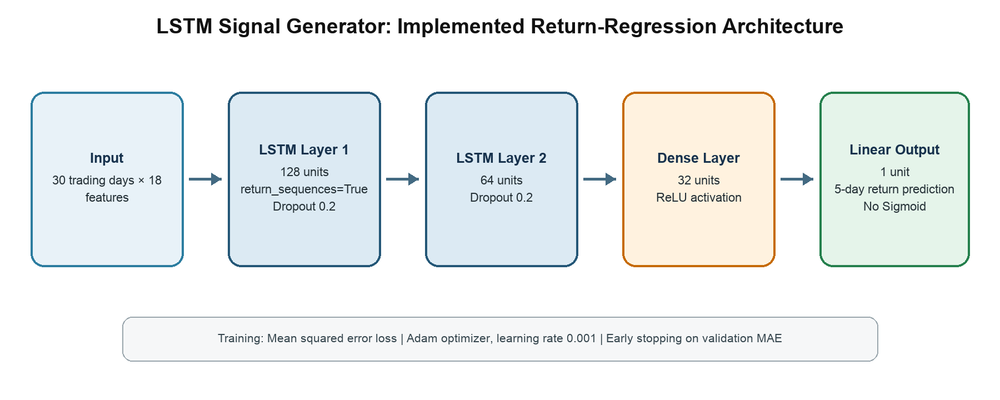 LSTM Signal Generator: Implemented Return-Regression Architecture
Input
30 trading days × 18
features
LSTM Layer 1
128 units
return_sequences=True
Dropout 0.2
LSTM Layer 2
64 units
Dropout 0.2
Dense Layer
32 units
ReLU activation
Linear Output
1 unit
5-day return prediction
No Sigmoid
Training: Mean squared error loss | Adam optimizer, learning rate 0.001 | Early stopping on validation MAE